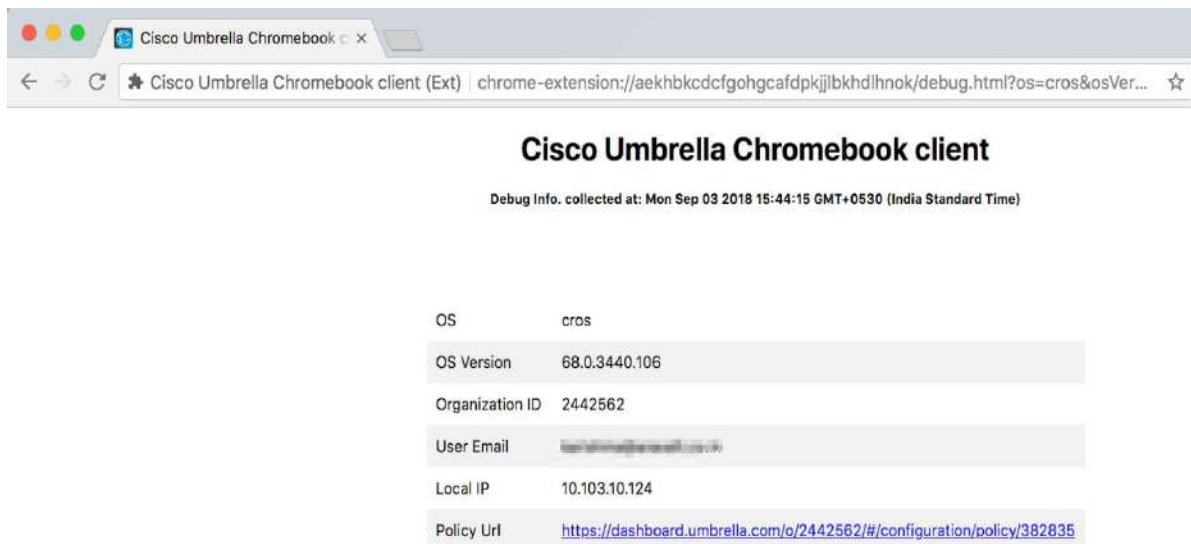 Cisco Umbrella Chromebook c
Cisco Umbrella Chromebook client (Ext) chrome-extension://aekhbkcdcfgohgcafdpkjjlbkhdlhnok/debug.html?os=cros&osVer...
Cisco Umbrella Chromebook client
Debug Info. collected at: Mon Sep 03 2018 15:44:15 GMT+0530 (India Standard Time)
OS cros
OS Version 68.0.3440.106
Organization ID 2442562
User Email
Local IP 10.103.10.124
Policy Url https://dashboard.umbrella.com/o/2442562/#/configuration/policy/382835